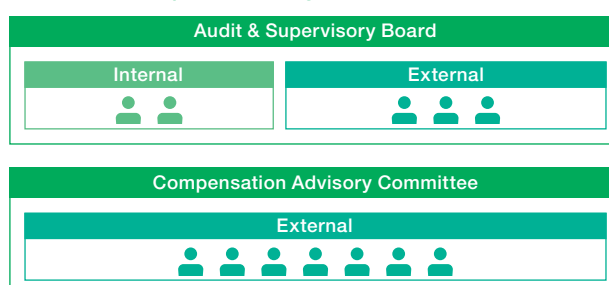 Audit & Supervisory Board
Internal
External
Compensation Advisory Committee
External